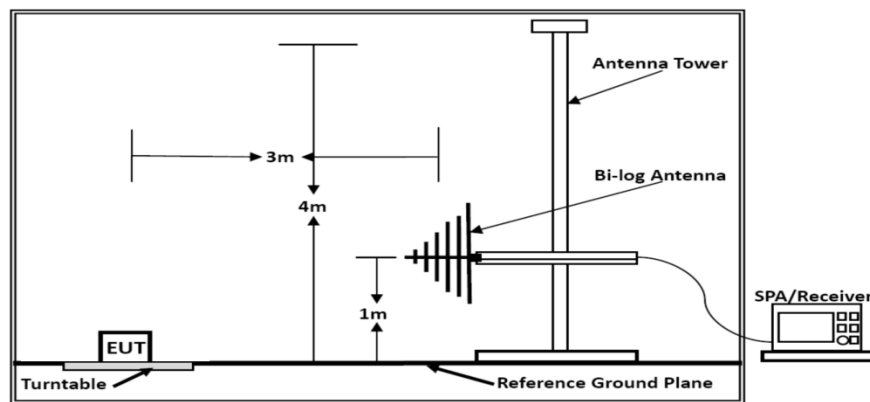 Antenna Tower
3m
Bi-log Antenna
4m
1m
SPA/Receiver
EUT
Turntable
Reference Ground Plane